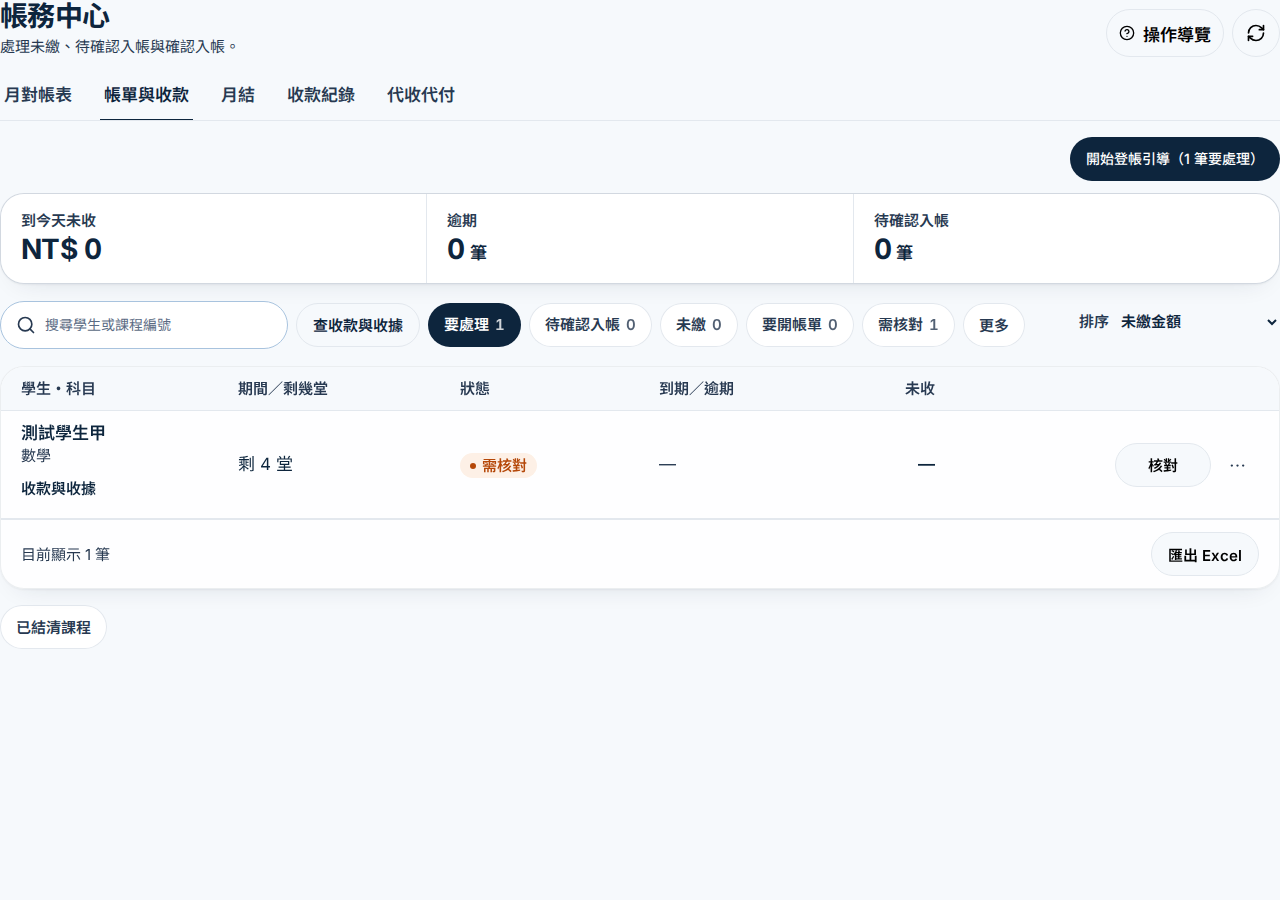 帳務中心
處理未繳、待確認入帳與確認入帳。
操作導覽
月對帳表 帳單與收款 月結 收款紀錄 代收代付
開始登帳引導（1 筆要處理）
到今天未收 逾期 待確認入帳
NT$ 0 0 筆 0 筆
搜尋學生或課程編號 查收款與收據 要處理 1 待確認入帳 0 未繳 0 要開帳單 0 需核對 1 更多 排序 未繳金額
學生・科目 期間／剩幾堂 狀態 到期／逾期 未收
測試學生甲
數學
剩 4 堂 需核對 — — 核對 ⋯
收款與收據
目前顯示 1 筆 匯出 Excel
已結清課程